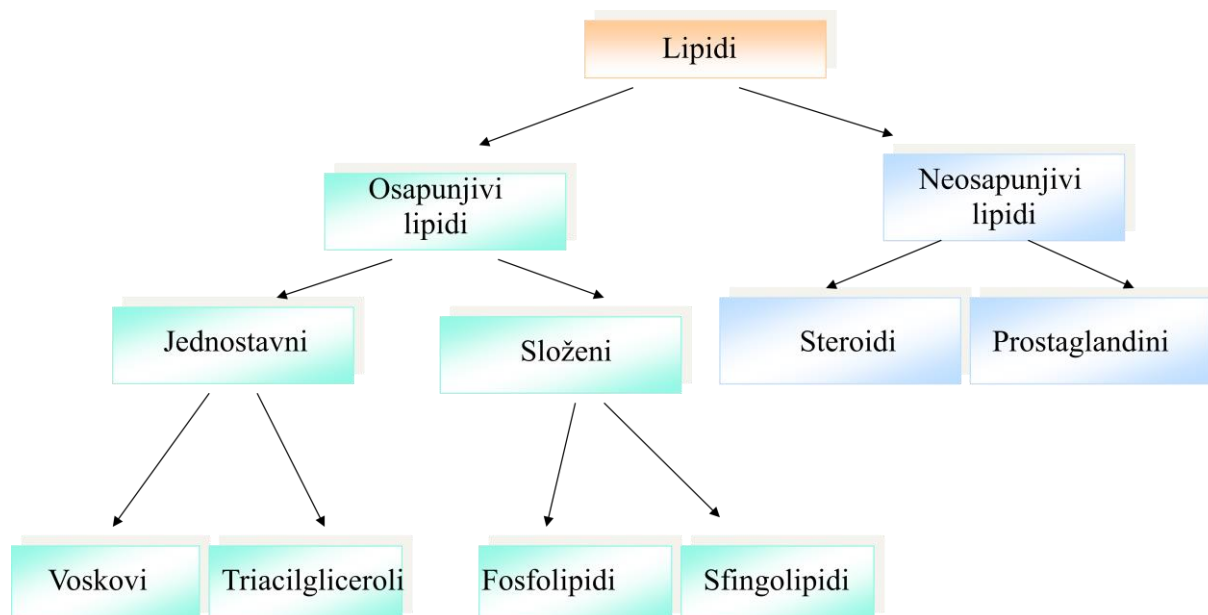 Lipidi
Osapunjivi
lipidi
Neosapunjivi
lipidi
Jednostavni
Složeni
Steroidi
Prostaglandini
Voskovi
Triacilgliceroli
Fosfolipidi
Sfingolipidi